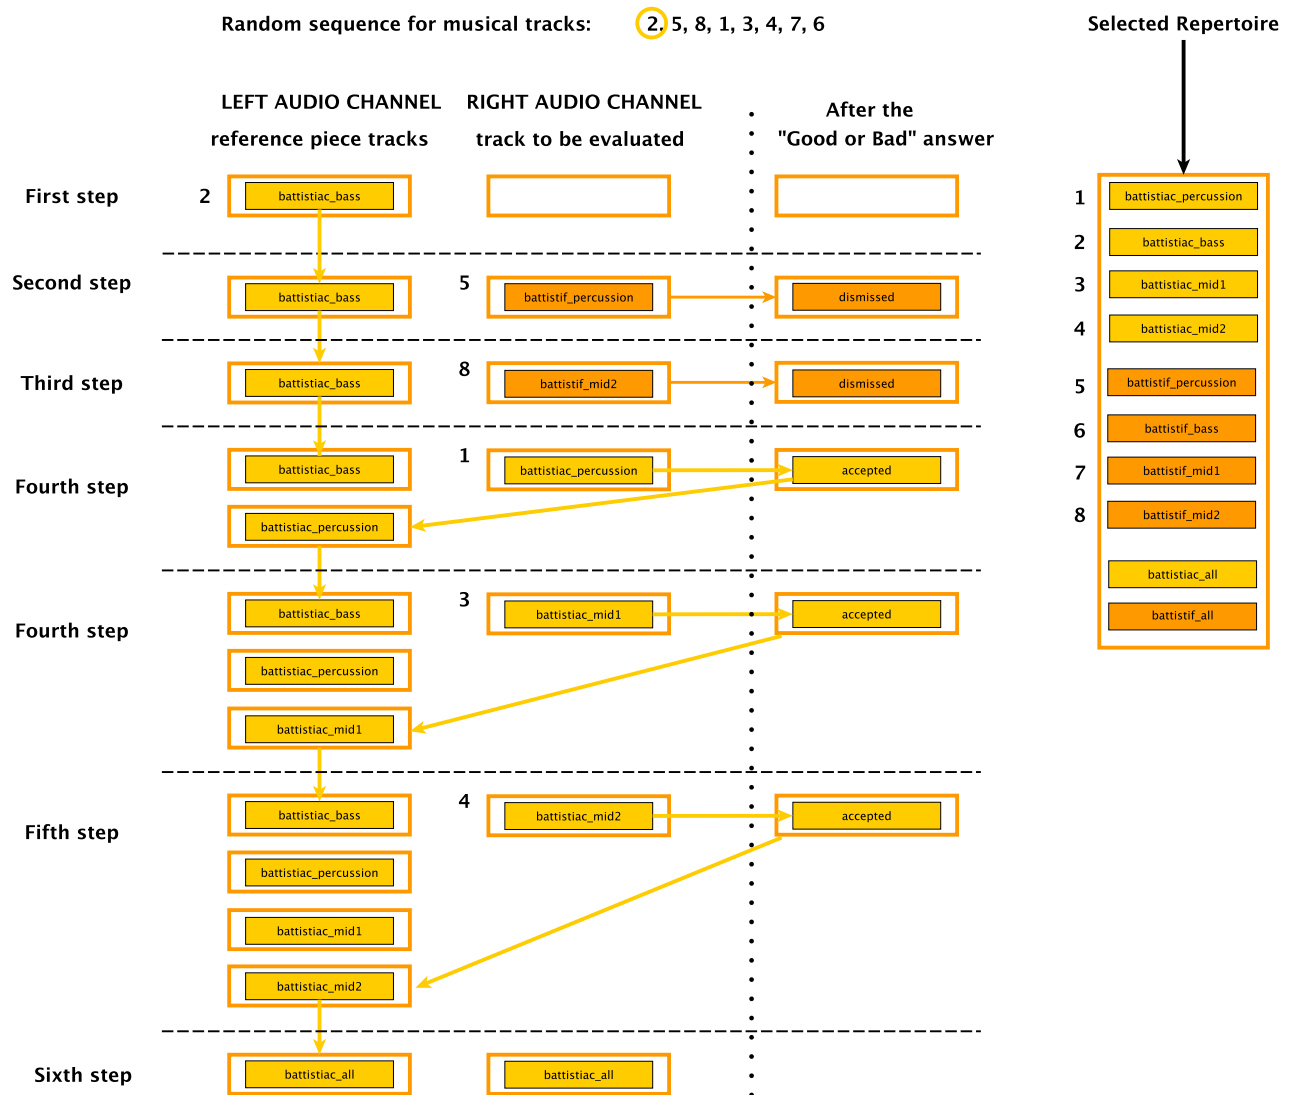 Random sequence for musical tracks: 2, 5, 8, 1, 3, 4, 7, 6
Selected Repertoire
LEFT AUDIO CHANNEL
reference piece tracks
RIGHT AUDIO CHANNEL
track to be evaluated
After the
"Good or Bad" answer
First step
2
battistiac_bass
Second step
battistiac_bass
5
battistif_percussion
dismissed
Third step
battistiac_bass
8
battistif_mid2
dismissed
Fourth step
battistiac_bass
1
battistiac_percussion
accepted
battistiac_percussion
Fourth step
battistiac_bass
3
battistiac_mid1
accepted
battistiac_percussion
battistiac_mid1
Fifth step
battistiac_bass
4
battistiac_mid2
accepted
battistiac_percussion
battistiac_mid1
battistiac_mid2
Sixth step
battistiac_all
battistiac_all
1
battistiac_percussion
2
battistiac_bass
3
battistiac_mid1
4
battistiac_mid2
5
battistif_percussion
6
battistif_bass
7
battistif_mid1
8
battistif_mid2
battistiac_all
battistif_all